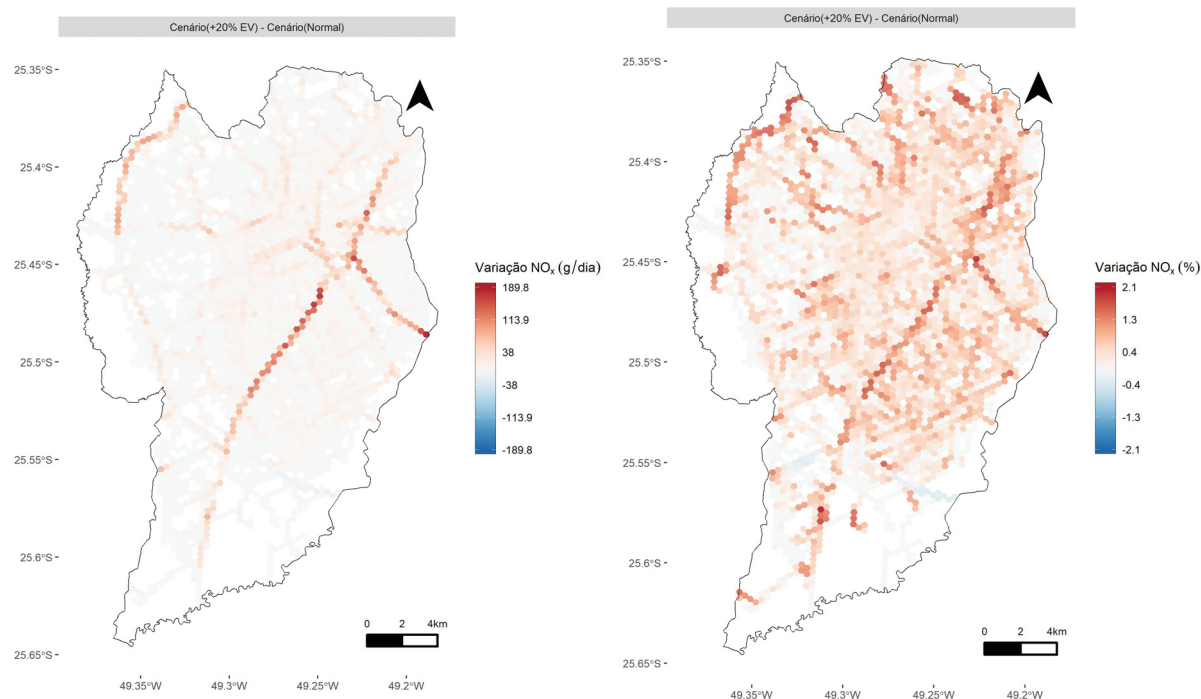 Cenário(+20% EV) - Cenário(Normal)
25.35°S
25.4°S
25.45°S
25.5°S
25.55°S
25.6°S
25.65°S
49.35°W
49.3°W
49.25°W
49.2°W
0 2 4km
Variação NOx (g/dia)
189.8
113.9
38
-38
-113.9
-189.8
Cenário(+20% EV) - Cenário(Normal)
25.35°S
25.4°S
25.45°S
25.5°S
25.55°S
25.6°S
25.65°S
49.35°W
49.3°W
49.25°W
49.2°W
0 2 4km
Variação NOx (%)
2.1
1.3
0.4
-0.4
-1.3
-2.1